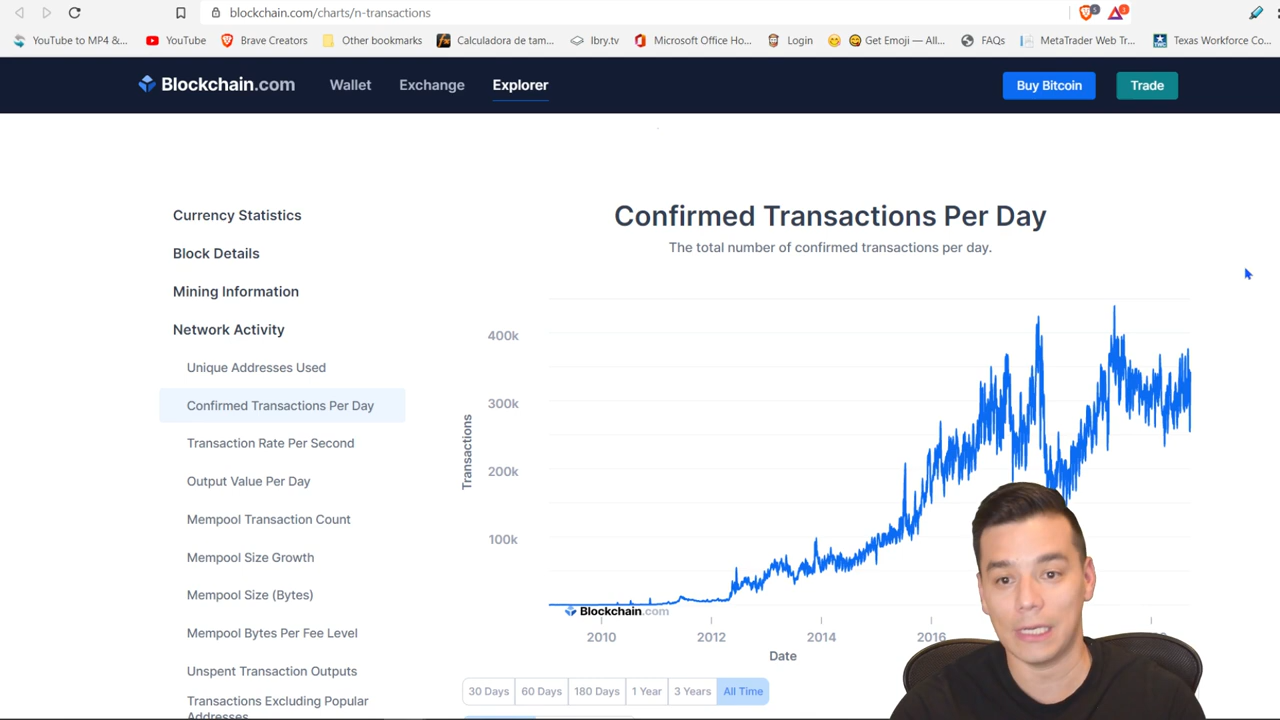 blockchain.com/charts/n-transactions
5
3
YouTube to MP4 &...
YouTube
Brave Creators
Other bookmarks
Calculadora de tam...
lbry.tv
Microsoft Office Ho...
Login
Get Emoji — All...
FAQs
MetaTrader Web Tr...
Texas Workforce Co...
Blockchain.com
Wallet
Exchange
Explorer
Buy Bitcoin
Trade
Currency Statistics
Block Details
Mining Information
Network Activity
Unique Addresses Used
Confirmed Transactions Per Day
Transaction Rate Per Second
Output Value Per Day
Mempool Transaction Count
Mempool Size Growth
Mempool Size (Bytes)
Mempool Bytes Per Fee Level
Unspent Transaction Outputs
Transactions Excluding Popular
Addresses
Confirmed Transactions Per Day
The total number of confirmed transactions per day.
400k
300k
200k
100k
Transactions
Blockchain.com
2010
2012
2014
2016
Date
30 Days
60 Days
180 Days
1 Year
3 Years
All Time